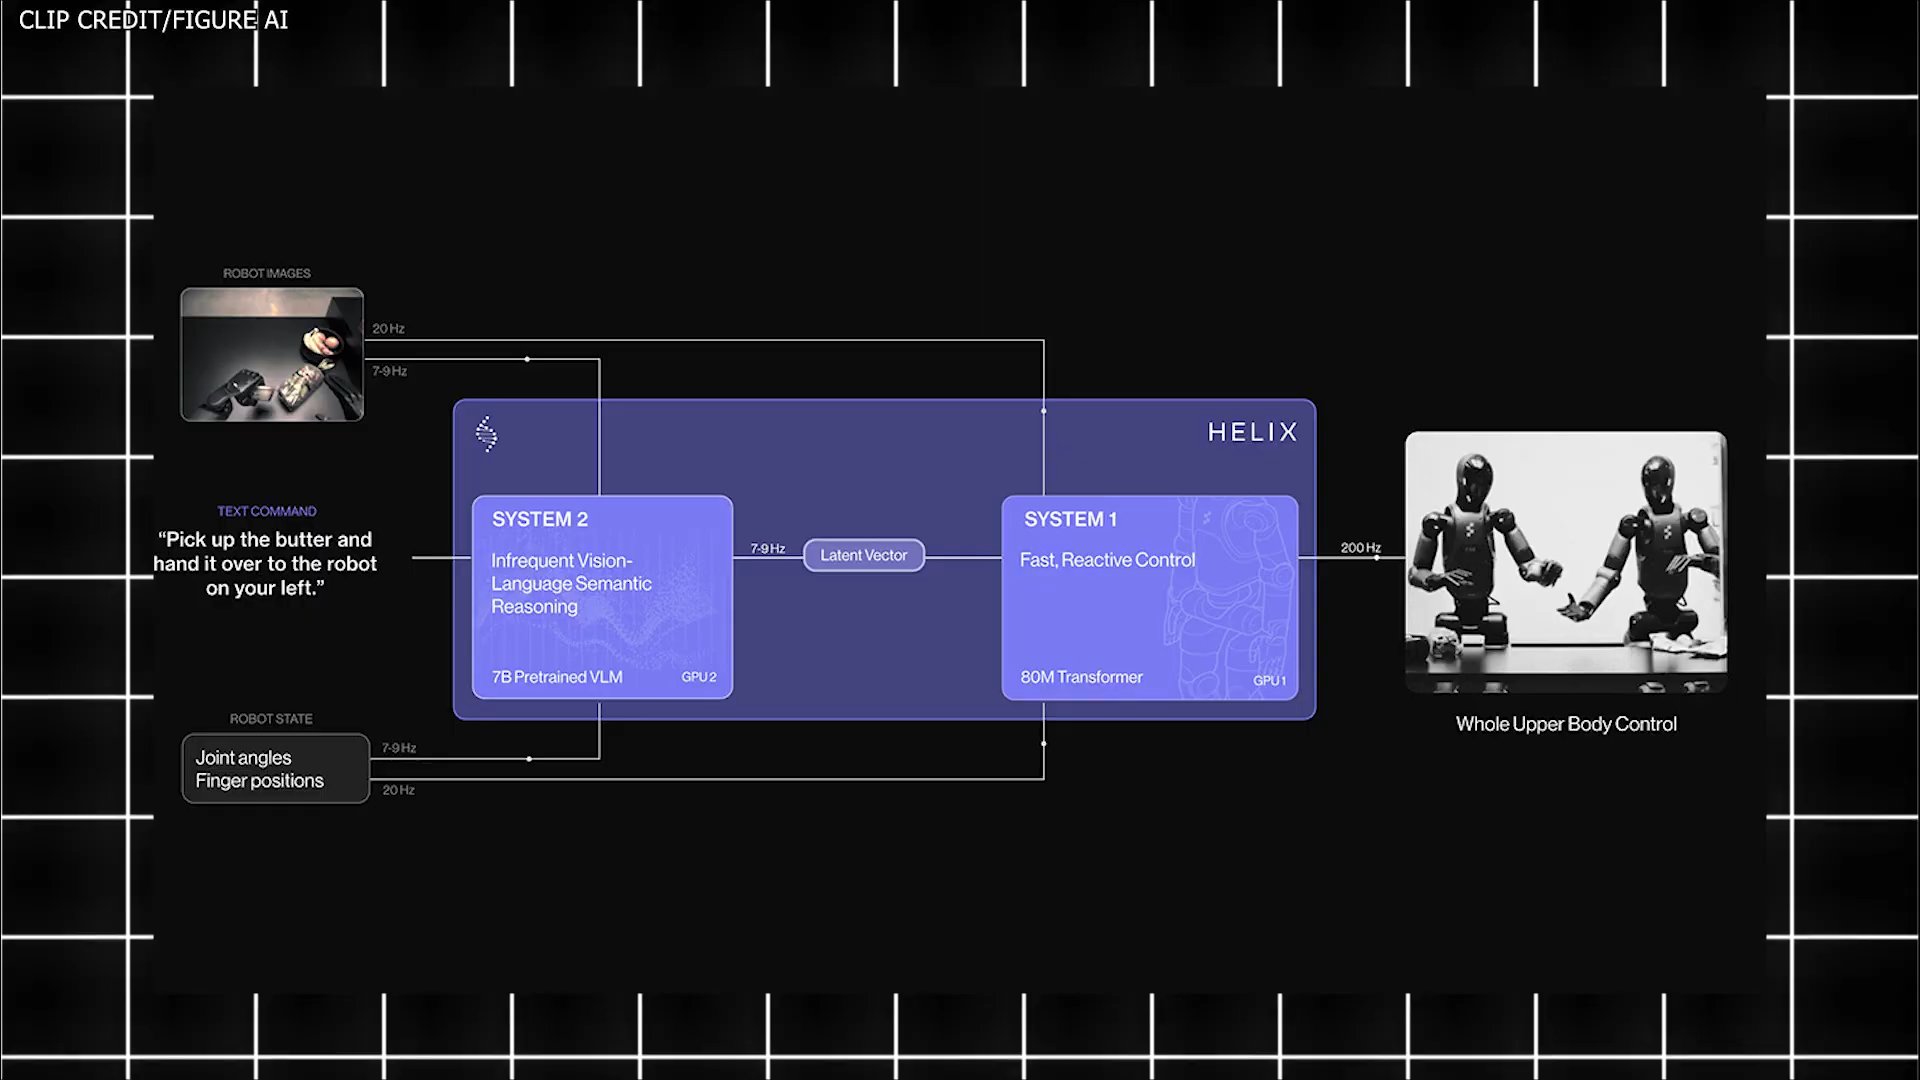 CLIP CREDIT/FIGURE AI
ROBOT IMAGES
20 Hz
7-9 Hz
HELIX
TEXT COMMAND
“Pick up the butter and
hand it over to the robot
on your left.”
SYSTEM 2
Infrequent Vision-
Language Semantic
Reasoning
7B Pretrained VLM
GPU 2
7-9 Hz
Latent Vector
SYSTEM 1
Fast, Reactive Control
80M Transformer
GPU 1
200 Hz
Whole Upper Body Control
ROBOT STATE
Joint angles
Finger positions
7-9 Hz
20 Hz